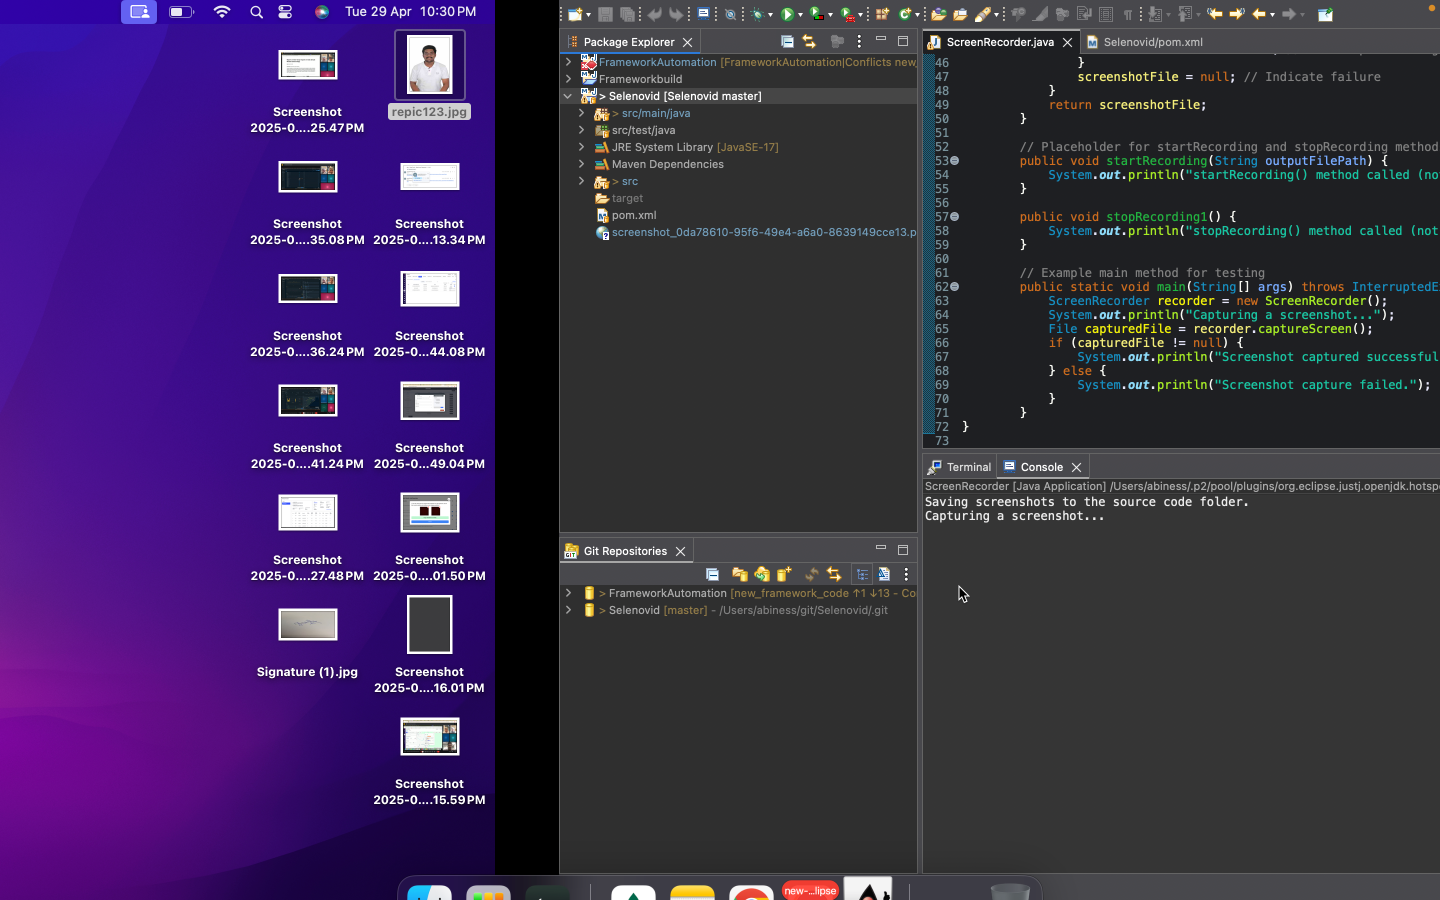 Tue 29 Apr 10:30 PM
Screenshot
2025-0....25.47 PM
repic123.jpg
Screenshot
2025-0....35.08 PM
Screenshot
2025-0....13.34 PM
Screenshot
2025-0....36.24 PM
Screenshot
2025-0....44.08 PM
Screenshot
2025-0....41.24 PM
Screenshot
2025-0....49.04 PM
Screenshot
2025-0....27.48 PM
Screenshot
2025-0....01.50 PM
Signature (1).jpg
Screenshot
2025-0....16.01 PM
Screenshot
2025-0....15.59 PM
Package Explorer
FrameworkAutomation [FrameworkAutomation|Conflicts new_
Frameworkbuild
> Selenovid [Selenovid master]
> src/main/java
src/test/java
JRE System Library [JavaSE-17]
Maven Dependencies
> src
target
pom.xml
screenshot_0da78610-95f6-49e4-a6a0-8639149cce13.p
Git Repositories
> FrameworkAutomation [new_framework_code ↑1 ↓13 - Co
> Selenovid [master] - /Users/abiness/git/Selenovid/.git
ScreenRecorder.java
Selenovid/pom.xml
46 }
47 screenshotFile = null; // Indicate failure
48 }
49 return screenshotFile;
50 }
51
52 // Placeholder for startRecording and stopRecording method
53 public void startRecording(String outputFilePath) {
54 System.out.println("startRecording() method called (no
55 }
56
57 public void stopRecording1() {
58 System.out.println("stopRecording() method called (not
59 }
60
61 // Example main method for testing
62 public static void main(String[] args) throws InterruptedE
63 ScreenRecorder recorder = new ScreenRecorder();
64 System.out.println("Capturing a screenshot...");
65 File capturedFile = recorder.captureScreen();
66 if (capturedFile != null) {
67 System.out.println("Screenshot captured successful
68 } else {
69 System.out.println("Screenshot capture failed.");
70 }
71 }
72 }
73
Terminal
Console
ScreenRecorder [Java Application] /Users/abiness/.p2/pool/plugins/org.eclipse.justj.openjdk.hotsp
Saving screenshots to the source code folder.
Capturing a screenshot...
new-...lipse